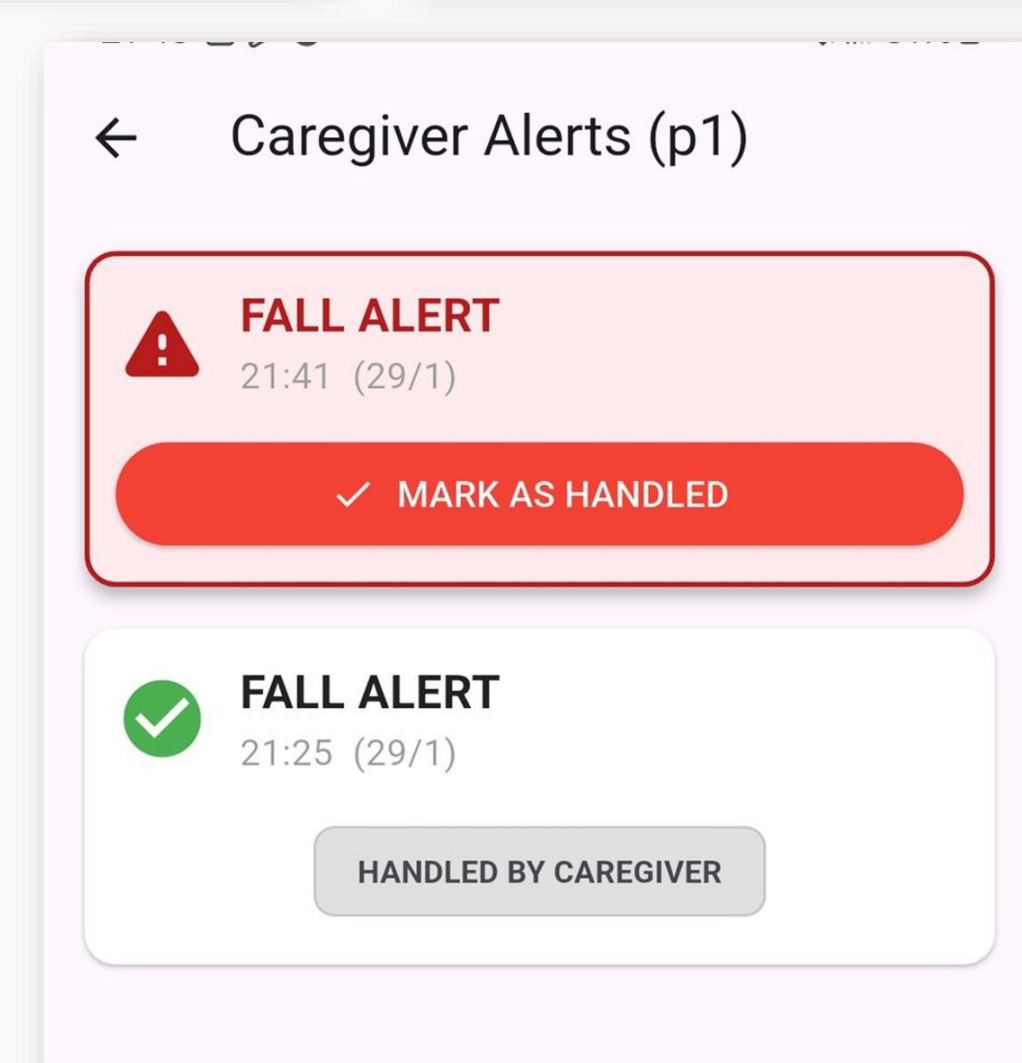 Caregiver Alerts (p1)
FALL ALERT
21:41 (29/1)
MARK AS HANDLED
FALL ALERT
21:25 (29/1)
HANDLED BY CAREGIVER